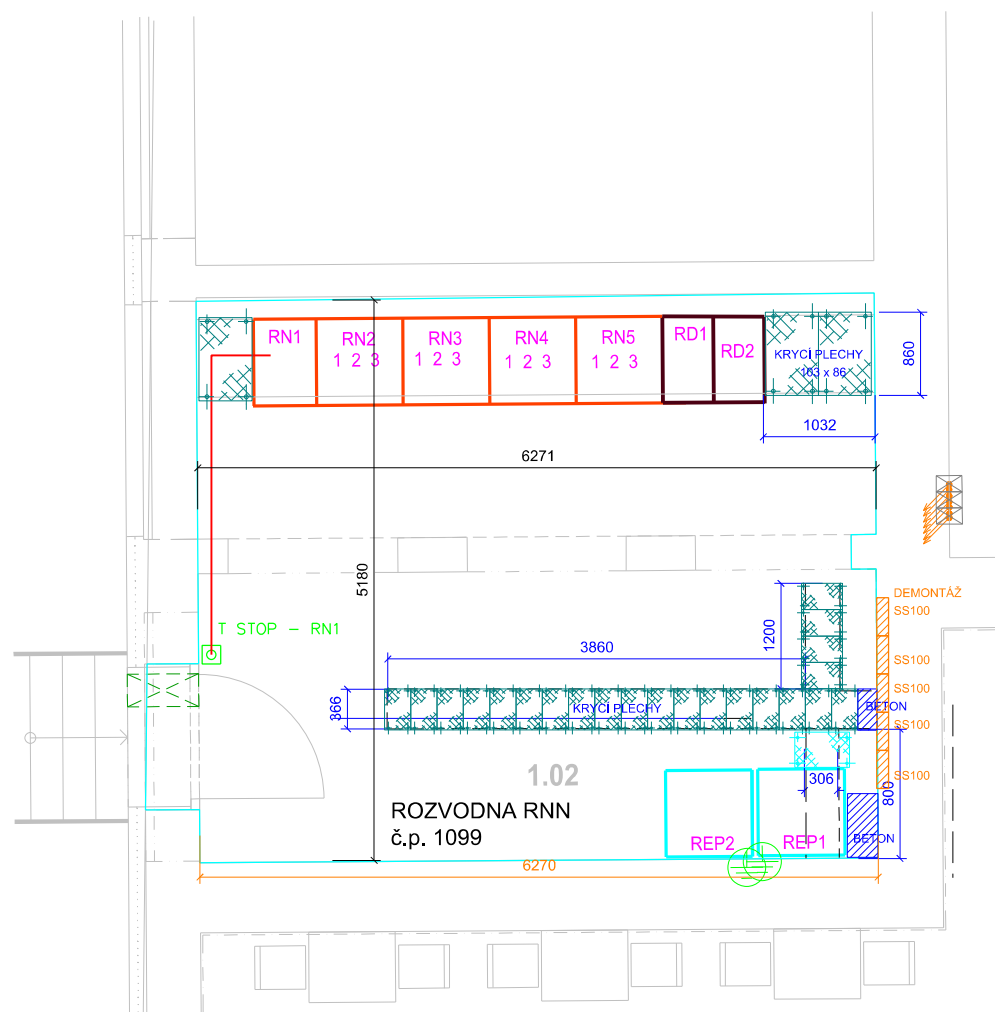 RN1
RN2
1 2 3
RN3
1 2 3
RN4
1 2 3
RN5
1 2 3
RD1
RD2
KRYCÍ PLECHY
103 x 86
860
1032
6271
5180
DEMONTÁŽ
SS100
SS100
SS100
SS100
SS100
T STOP – RN1
3860
1200
366
KRYCÍ PLECHY
BETON
306
800
1.02
ROZVODNA RNN
č.p. 1099
REP2
REP1
BETON
6270